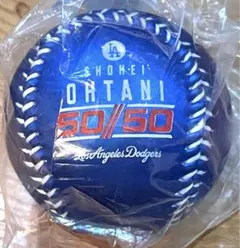 LA
SHOHEI
OHTANI
50//50
Los Angeles Dodgers